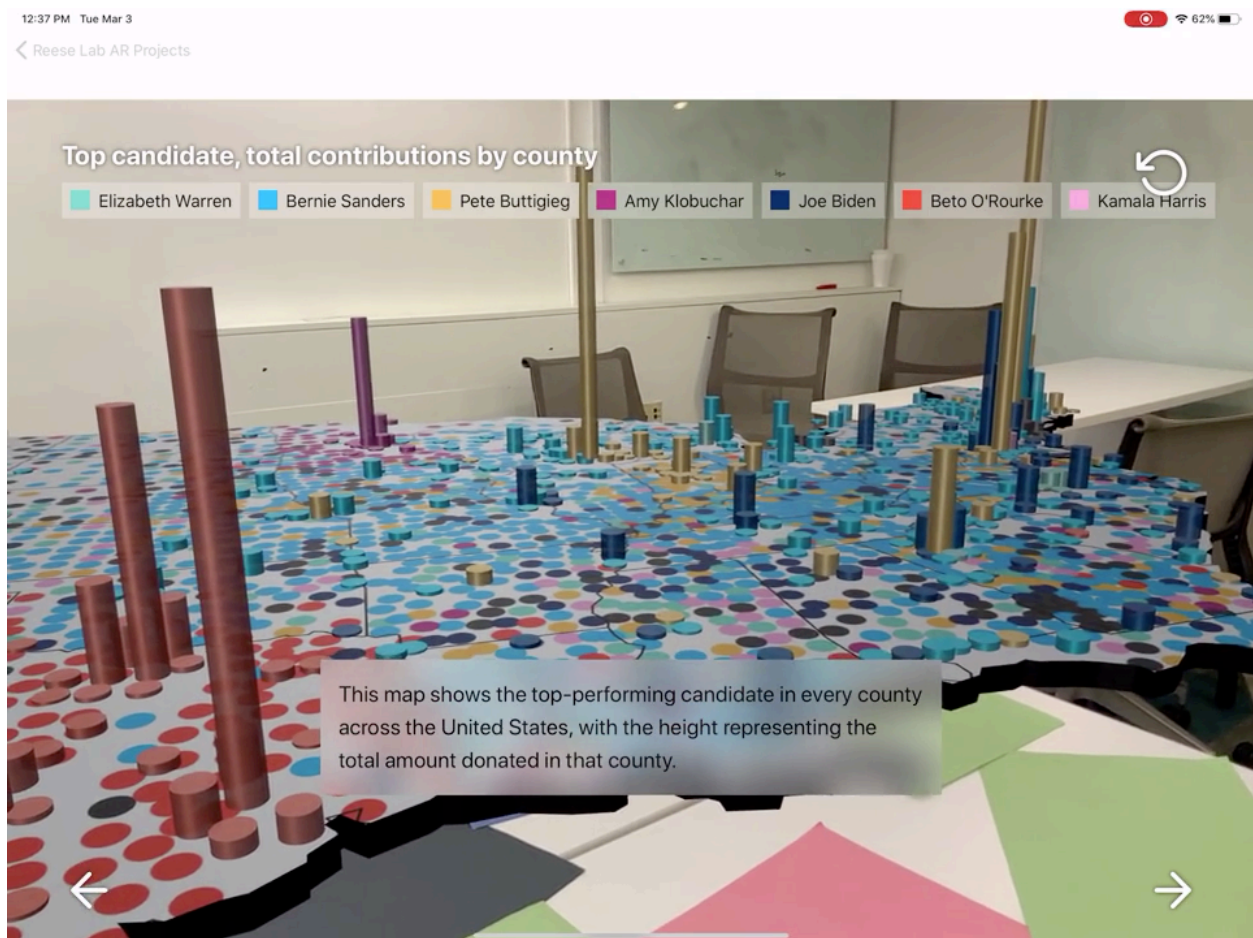 12:37 PM Tue Mar 3
62%
Reese Lab AR Projects
Top candidate, total contributions by county
Elizabeth Warren
Bernie Sanders
Pete Buttigieg
Amy Klobuchar
Joe Biden
Beto O'Rourke
Kamala Harris
This map shows the top-performing candidate in every county
across the United States, with the height representing the
total amount donated in that county.